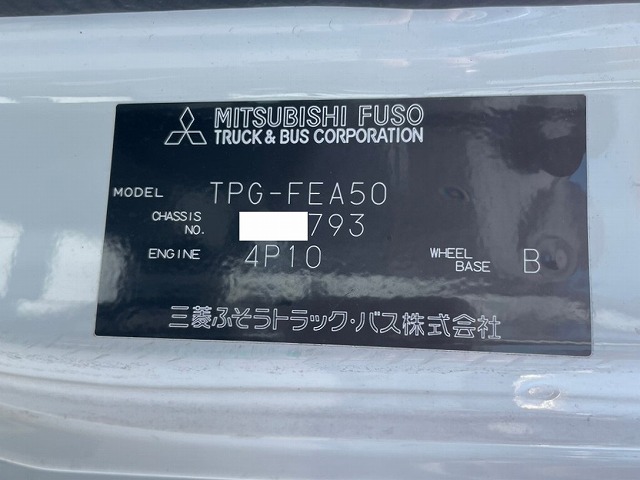 MITSUBISHI FUSO
TRUCK & BUS CORPORATION
MODEL TPG-FEA50
CHASSIS NO. 793
ENGINE 4P10 WHEEL BASE B
三菱ふそうトラック・バス株式会社